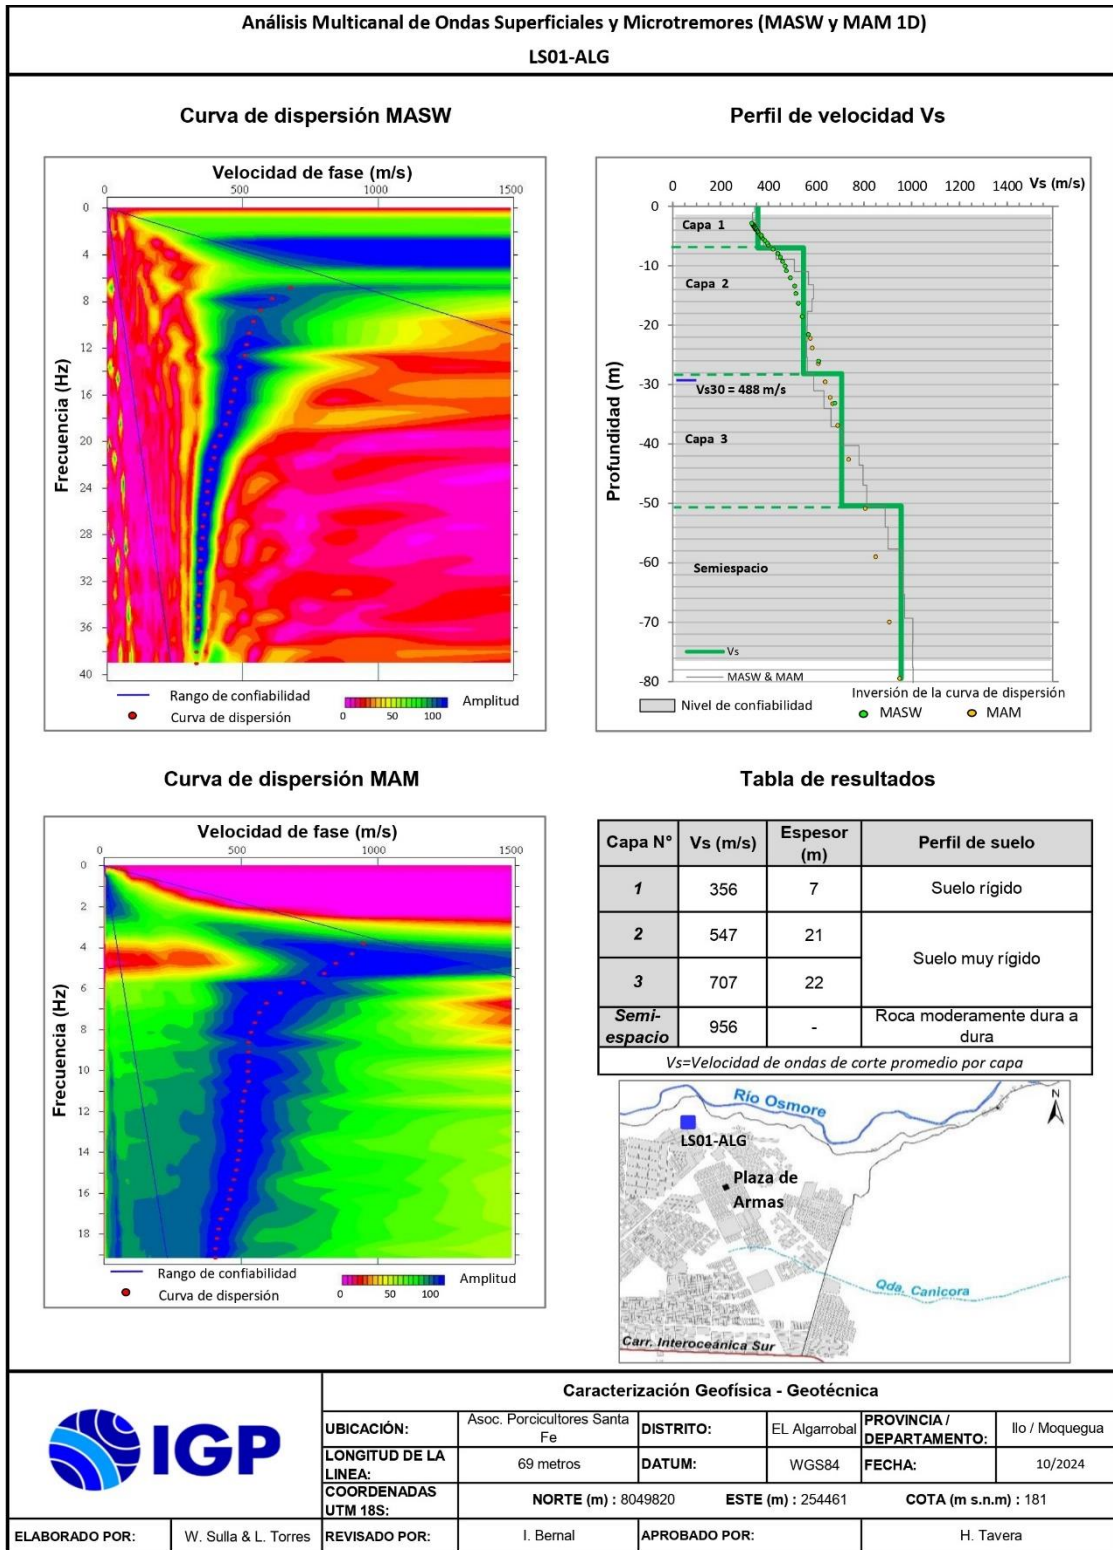 Análisis Multicanal de Ondas Superficiales y Microtremores (MASW y MAM 1D)
LS01-ALG
Curva de dispersión MASW
Velocidad de fase (m/s)
0 500 1000 1500
Frecuencia (Hz)
0
4
8
12
16
20
24
28
32
36
40
Rango de confiabilidad
Curva de dispersión
Amplitud
0 50 100
Perfil de velocidad Vs
0 200 400 600 800 1000 1200 1400 Vs (m/s)
Profundidad (m)
0
-10
-20
-30
-40
-50
-60
-70
-80
Capa 1
Capa 2
Vs30 = 488 m/s
Capa 3
Semiespacio
Vs
MASW & MAM
Nivel de confiabilidad
Inversión de la curva de dispersión
MASW MAM
Curva de dispersión MAM
Velocidad de fase (m/s)
0 500 1000 1500
Frecuencia (Hz)
0
2
4
6
8
10
12
14
16
18
Rango de confiabilidad
Curva de dispersión
Amplitud
0 50 100
Tabla de resultados
Capa N° Vs (m/s) Espesor (m) Perfil de suelo
1 356 7 Suelo rígido
2 547 21 Suelo muy rígido
3 707 22
Semi-espacio 956 - Roca moderamente dura a dura
Vs=Velocidad de ondas de corte promedio por capa
Río Osmore
N
LS01-ALG
Plaza de
Armas
Qda. Canicora
Carr. Interoceánica Sur
IGP
Caracterización Geofísica - Geotécnica
UBICACIÓN: Asoc. Porcicultores Santa Fe DISTRITO: EL Algarrobal PROVINCIA / DEPARTAMENTO: Ilo / Moquegua
LONGITUD DE LA LINEA: 69 metros DATUM: WGS84 FECHA: 10/2024
COORDENADAS UTM 18S: NORTE (m) : 8049820 ESTE (m) : 254461 COTA (m s.n.m) : 181
ELABORADO POR: W. Sulla & L. Torres REVISADO POR: I. Bernal APROBADO POR: H. Tavera